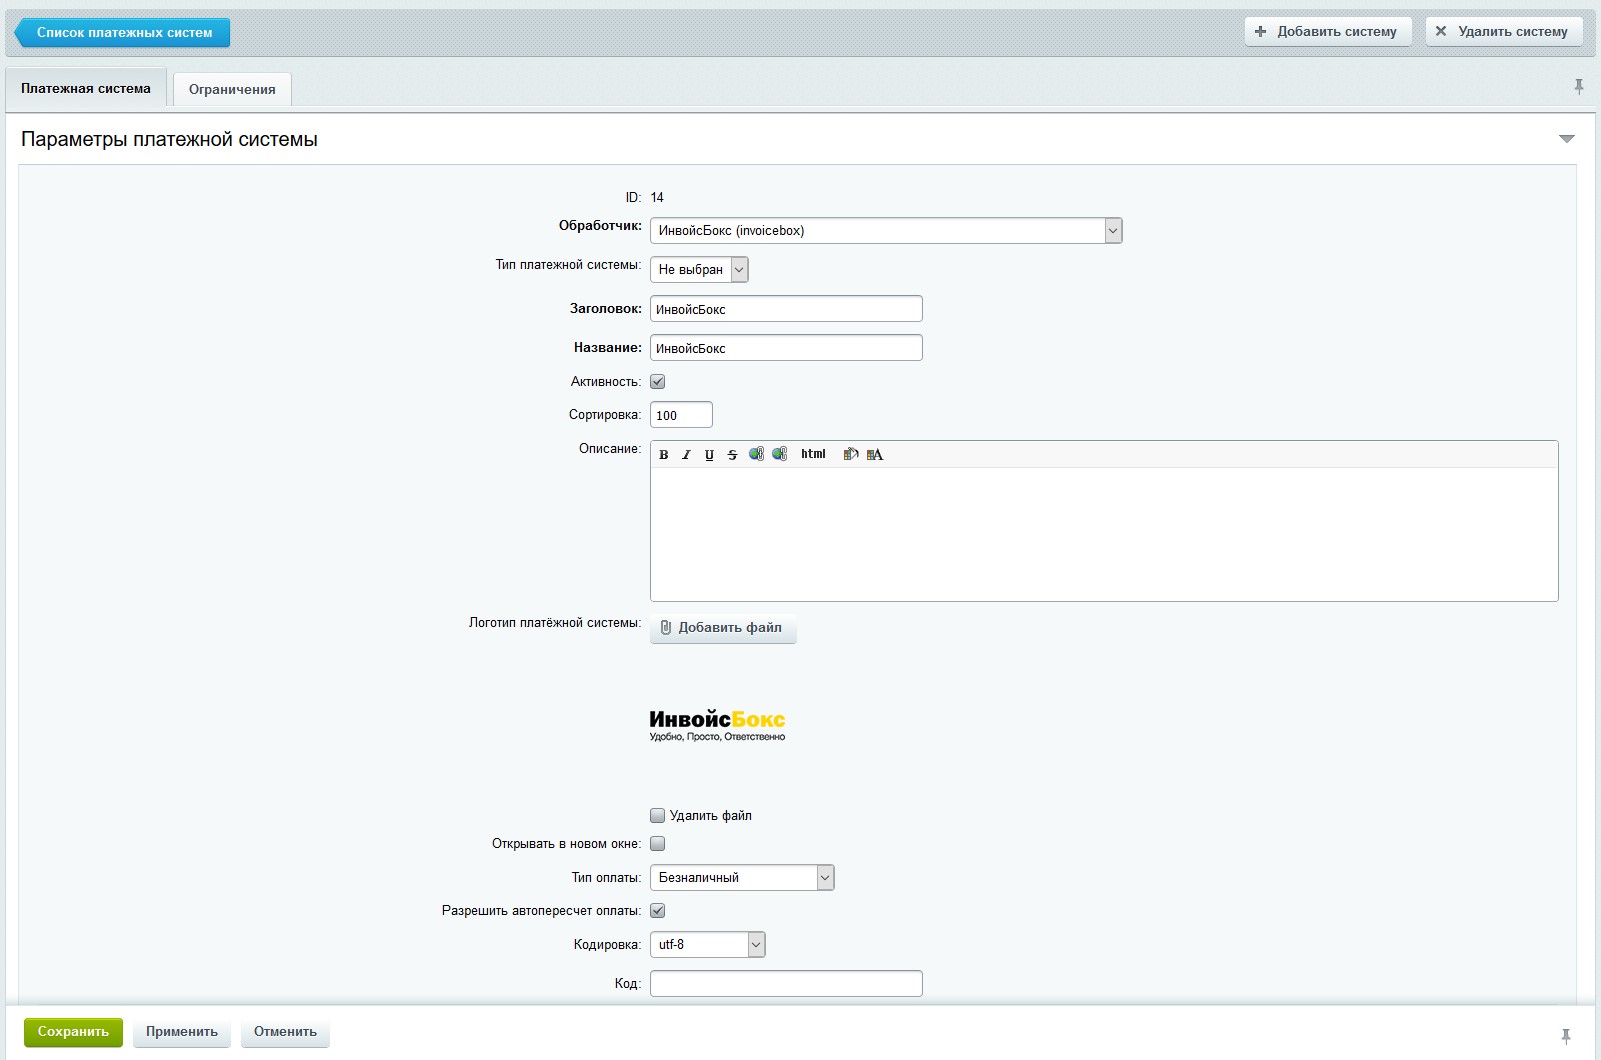 Список платежных систем
Добавить систему
Удалить систему
Платежная система
Ограничения
Параметры платежной системы
ID: 14
Обработчик: ИнвойсБокс (invoicebox)
Тип платежной системы: Не выбран
Заголовок: ИнвойсБокс
Название: ИнвойсБокс
Активность:
Сортировка: 100
Описание: B I U S html A
Логотип платёжной системы: Добавить файл
ИнвойсБокс
Удобно, Просто, Ответственно
Удалить файл
Открывать в новом окне:
Тип оплаты: Безналичный
Разрешить автопересчет оплаты:
Кодировка: utf-8
Код:
Сохранить
Применить
Отменить